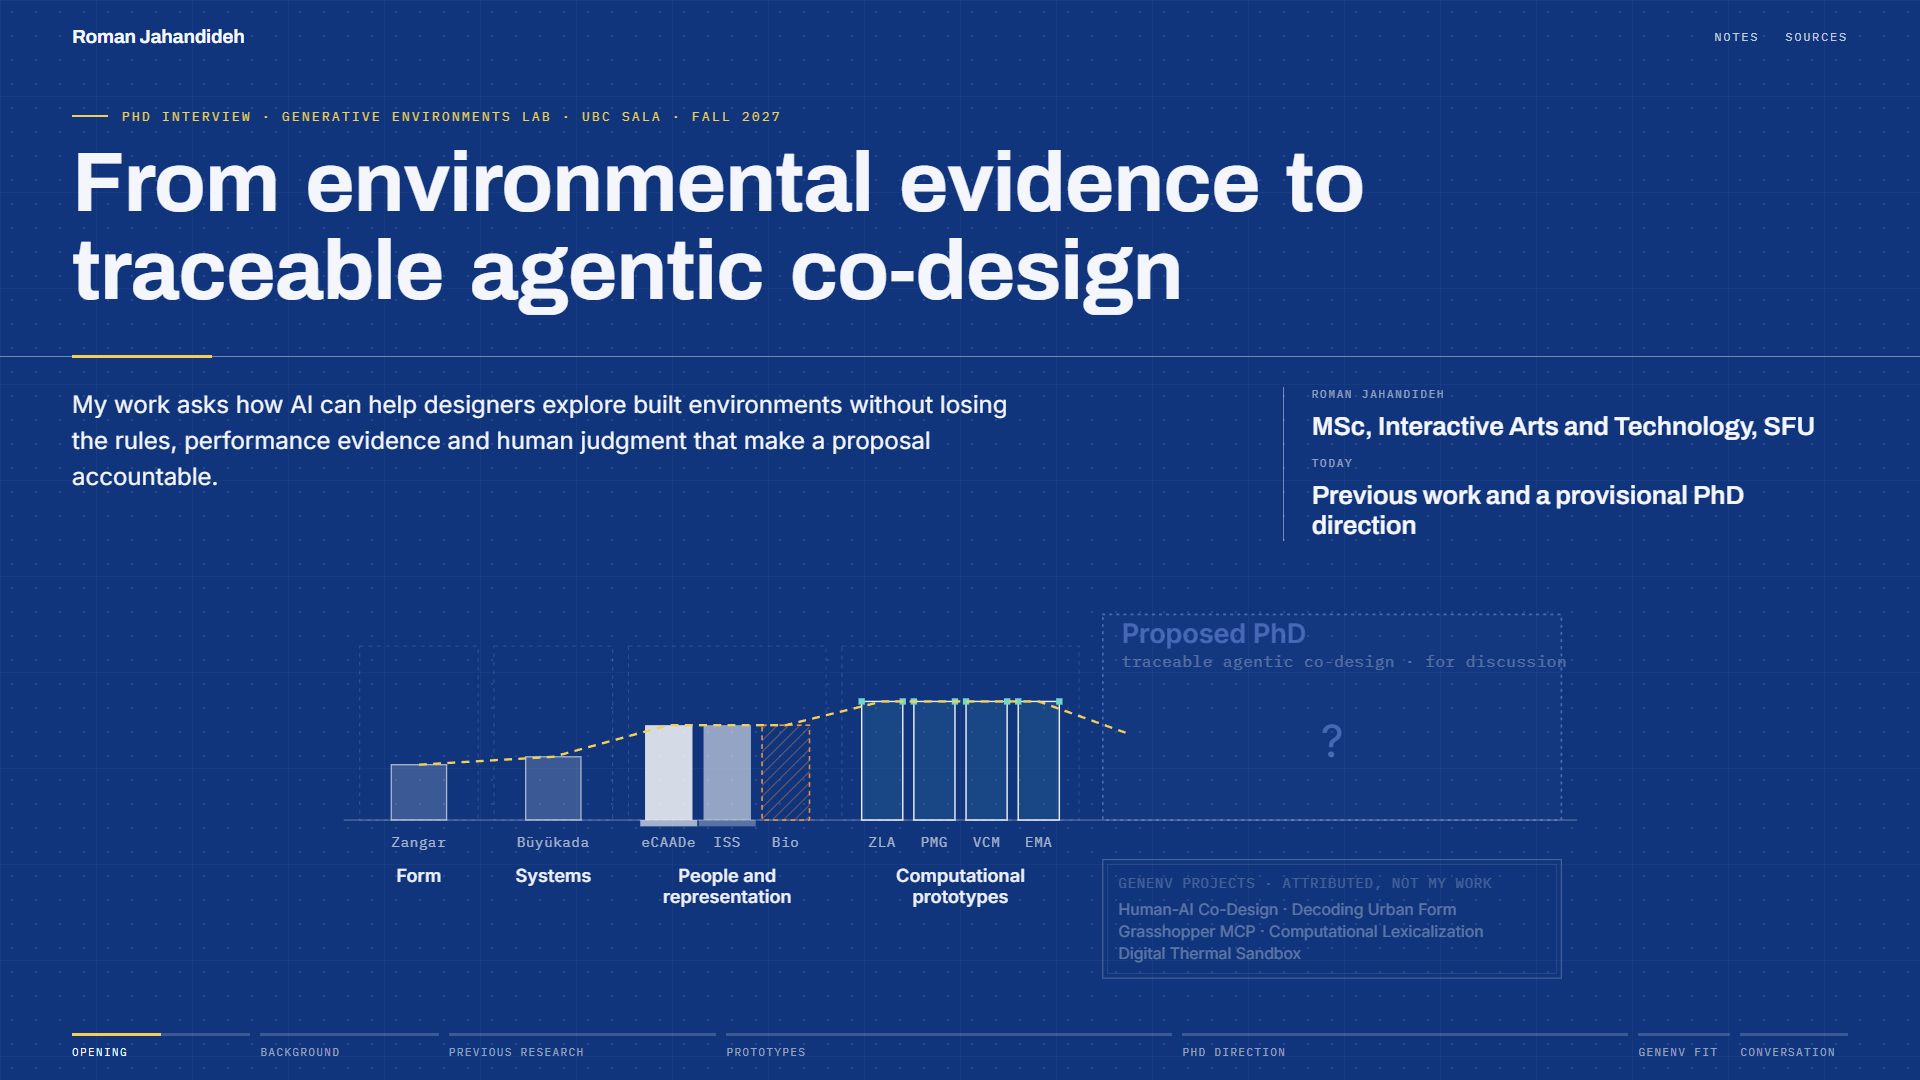 Roman Jahandideh
NOTES SOURCES
PHD INTERVIEW · GENERATIVE ENVIRONMENTS LAB · UBC SALA · FALL 2027
From environmental evidence to
traceable agentic co-design
My work asks how AI can help designers explore built environments without losing
the rules, performance evidence and human judgment that make a proposal
accountable.
ROMAN JAHANDIDEH
MSc, Interactive Arts and Technology, SFU
TODAY
Previous work and a provisional PhD
direction
Proposed PhD
traceable agentic co-design · for discussion
?
Zangar Büyükada eCAADe ISS Bio ZLA PMG VCM EMA
Form
Systems
People and
representation
Computational
prototypes
GENENV PROJECTS · ATTRIBUTED, NOT MY WORK
Human-AI Co-Design · Decoding Urban Form
Grasshopper MCP · Computational Lexicalization
Digital Thermal Sandbox
OPENING BACKGROUND PREVIOUS RESEARCH PROTOTYPES PHD DIRECTION GENENV FIT CONVERSATION